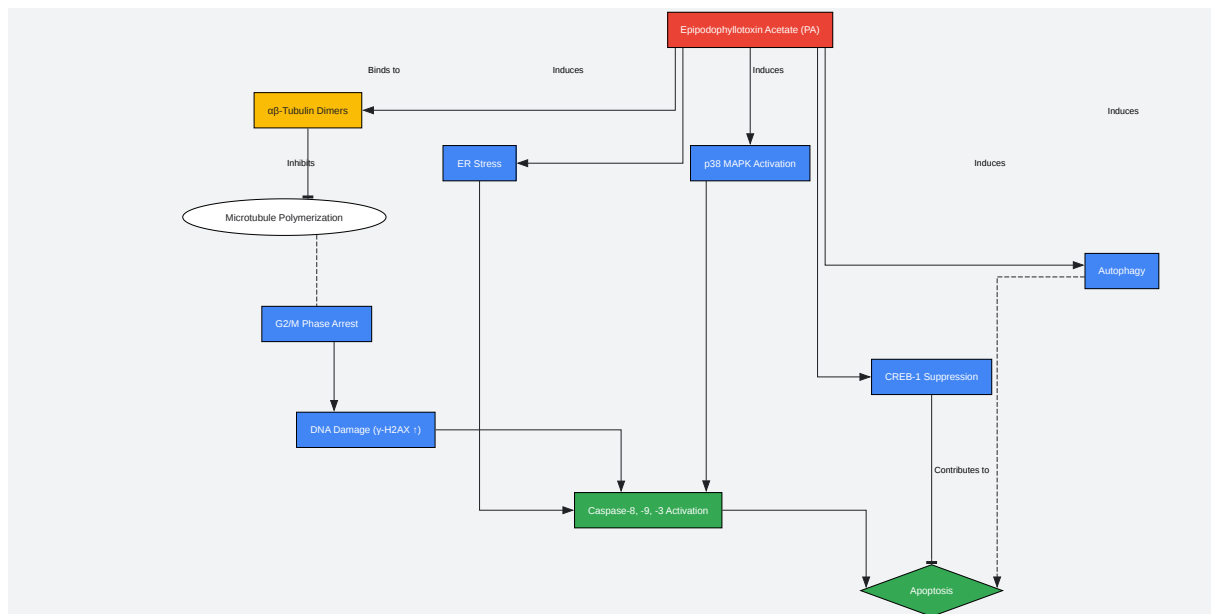 Epipodophyllotoxin Acetate (PA)
Binds to
Induces
Induces
Induces
αβ-Tubulin Dimers
Inhibits
ER Stress
p38 MAPK Activation
Induces
Microtubule Polymerization
Autophagy
G2/M Phase Arrest
CREB-1 Suppression
DNA Damage (γ-H2AX ↑)
Contributes to
Caspase-8, -9, -3 Activation
Apoptosis